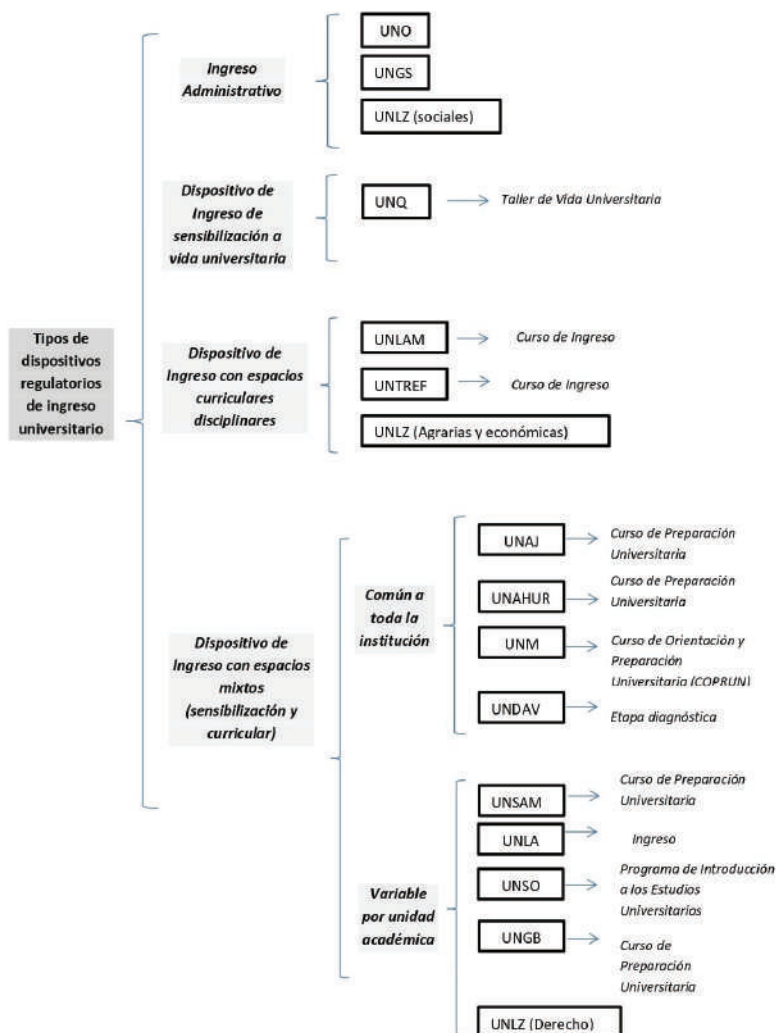 Tipos de
dispositivos
regulatorios
de ingreso
universitario
Ingreso
Administrativo
UNO
UNGS
UNLZ (sociales)
Dispositivo de
Ingreso de
sensibilización a
vida universitaria
UNQ
Taller de Vida Universitaria
Dispositivo de
Ingreso con espacios
curriculares
disciplinares
UNLAM
Curso de Ingreso
UNTREF
Curso de Ingreso
UNLZ (Agrarias y económicas)
Dispositivo de
Ingreso con espacios
mixtos
(sensibilización y
curricular)
Común a
toda la
institución
UNAJ
Curso de Preparación
Universitaria
UNAHUR
Curso de Preparación
Universitaria
UNM
Curso de Orientación y
Preparación
Universitaria (COPRUN)
UNDAV
Etapa diagnóstica
Variable
por unidad
académica
UNSAM
Curso de Preparación
Universitaria
UNLA
Ingreso
UNSO
Programa de Introducción
a los Estudios
Universitarios
UNGB
Curso de
Preparación
Universitaria
UNLZ (Derecho)